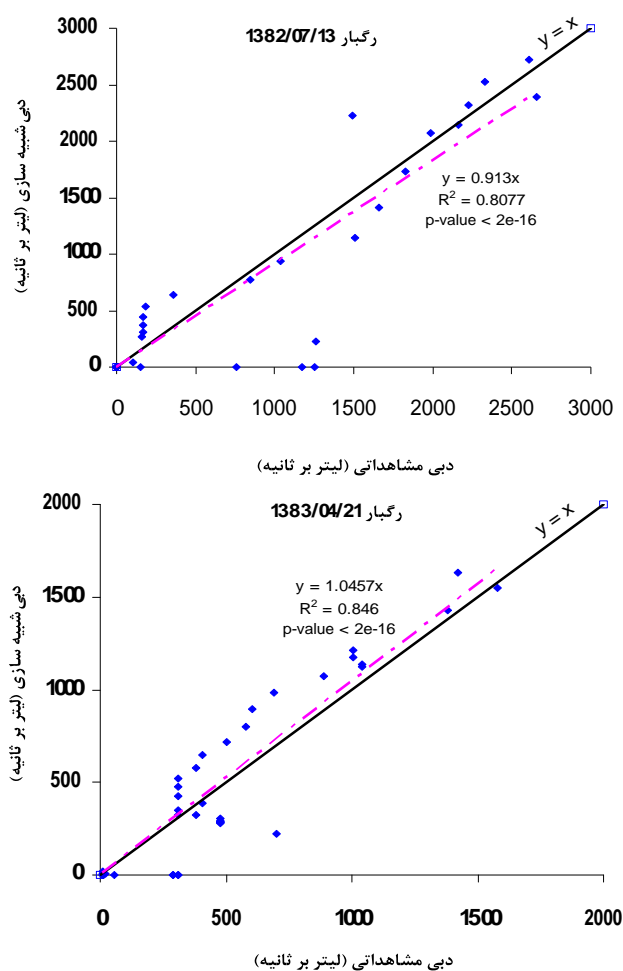 رگبار 1382/07/13
y = x
3000
2500
2000
1500
1000
500
0
y = 0.913x
R² = 0.8077
p-value < 2e-16
دبی شبیه سازی (لیتر بر ثانیه)
0 500 1000 1500 2000 2500 3000
دبی مشاهداتی (لیتر بر ثانیه)
رگبار 1383/04/21
y = x
2000
1500
1000
500
0
y = 1.0457x
R² = 0.846
p-value < 2e-16
دبی شبیه سازی (لیتر بر ثانیه)
0 500 1000 1500 2000
دبی مشاهداتی (لیتر بر ثانیه)